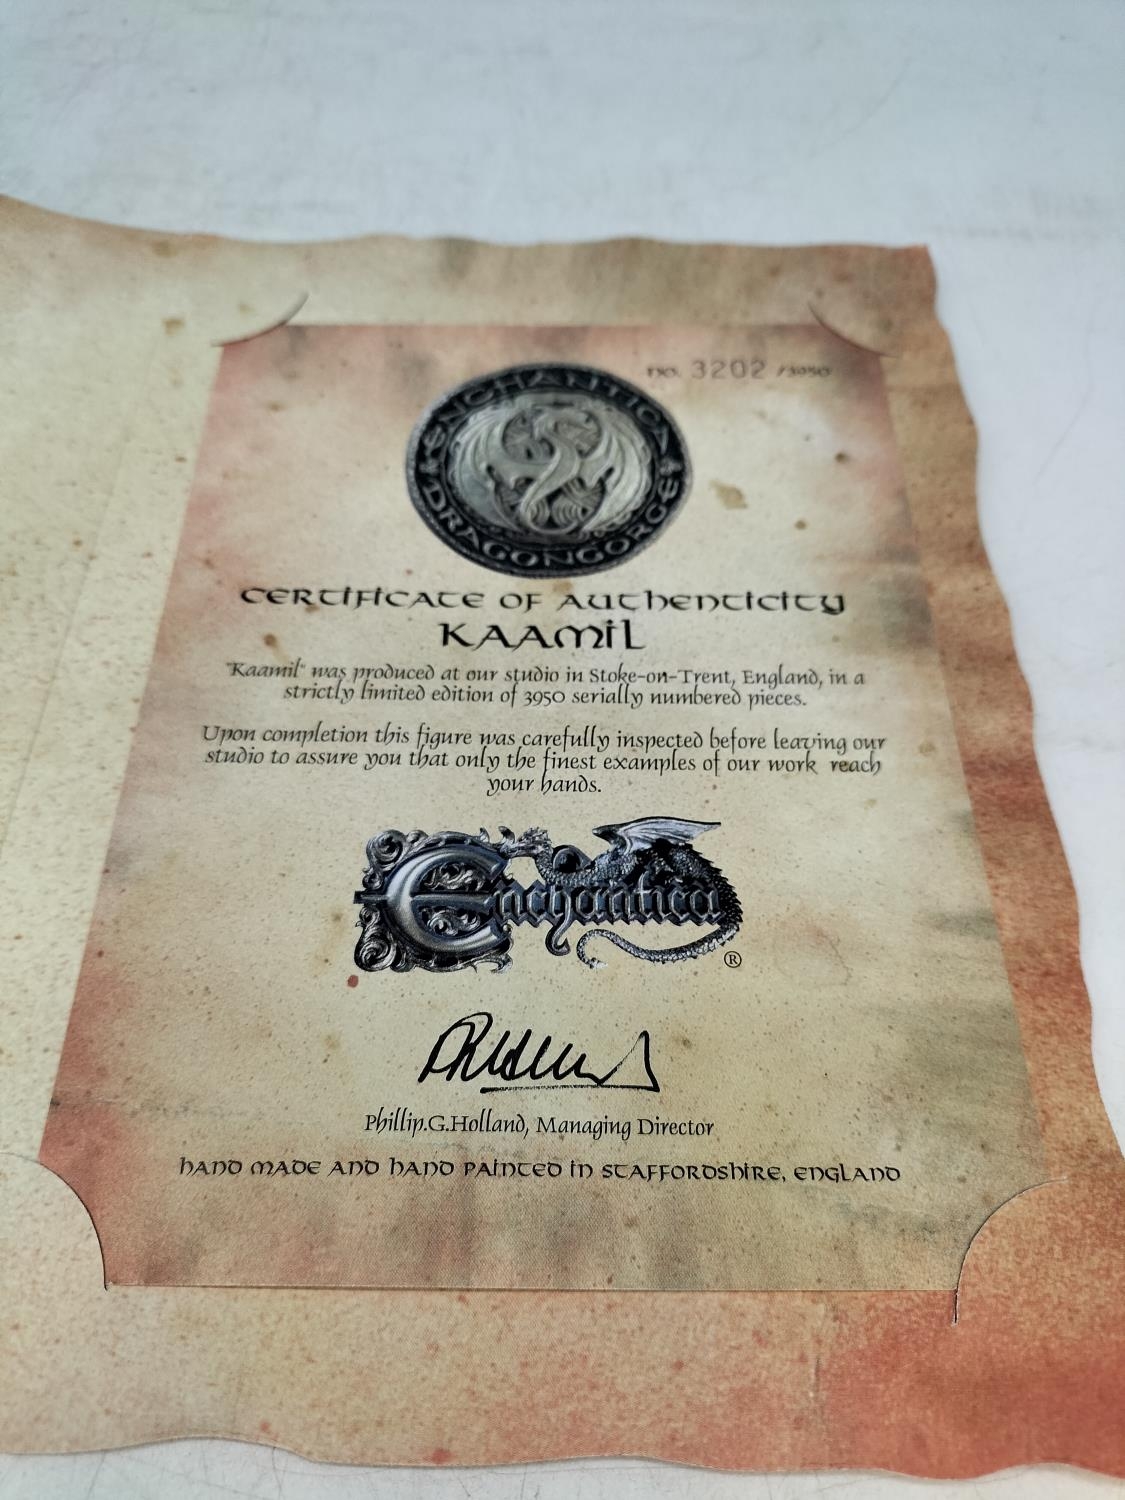 No. 3202 /3950
ENCHANTICA
DRAGONGORGE
CERTIFICATE OF AUTHENTICITY
KAAMIL
"Kaamil" was produced at our studio in Stoke-on-Trent, England, in a
strictly limited edition of 3950 serially numbered pieces.
Upon completion this figure was carefully inspected before leaving our
studio to assure you that only the finest examples of our work reach
your hands.
Enchantica
®
Phillip.G.Holland, Managing Director
HAND MADE AND HAND PAINTED IN STAFFORDSHIRE, ENGLAND